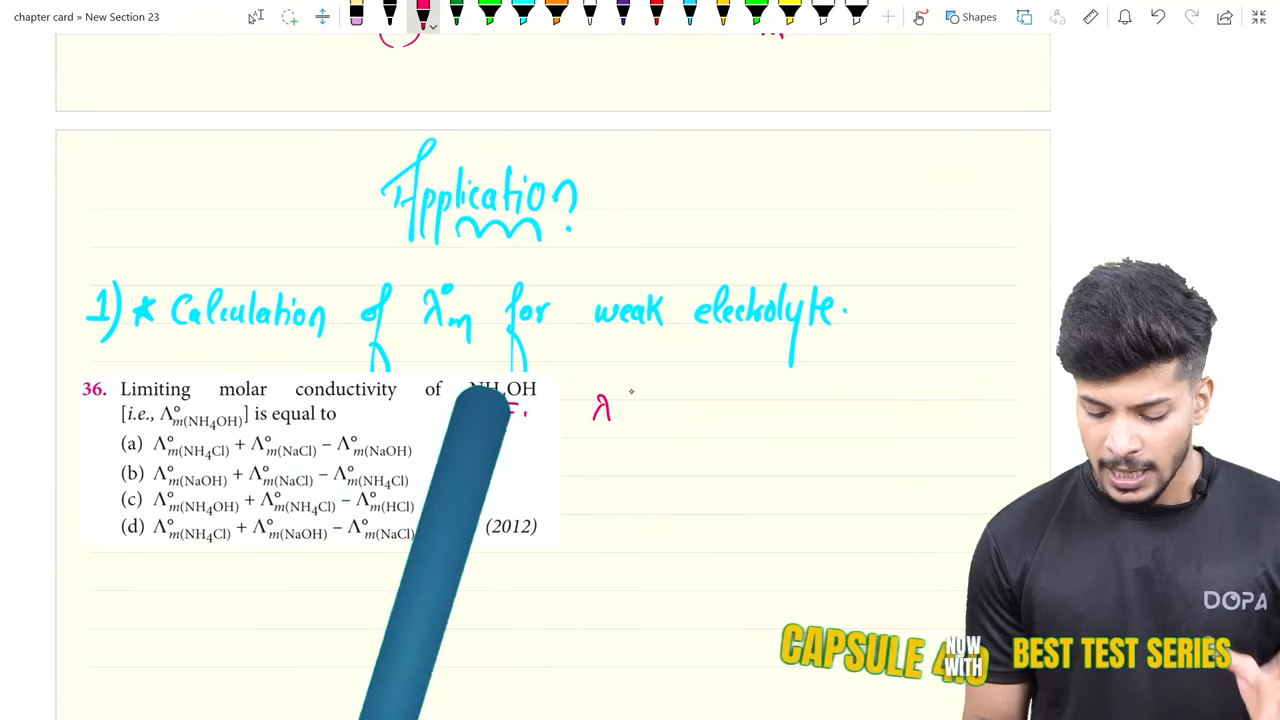 chapter card » New Section 23
Shapes
Application?
1) * Calculation of λ°m for weak electrolyte.
36. Limiting molar conductivity of NH4OH
[i.e., Λ°m(NH4OH)] is equal to
λ
(a) Λ°m(NH4Cl) + Λ°m(NaCl) – Λ°m(NaOH)
(b) Λ°m(NaOH) + Λ°m(NaCl) – Λ°m(NH4Cl)
(c) Λ°m(NH4OH) + Λ°m(NH4Cl) – Λ°m(HCl)
(d) Λ°m(NH4Cl) + Λ°m(NaOH) – Λ°m(NaCl) (2012)
DOPA
CAPSULE 4.0 NOW WITH BEST TEST SERIES